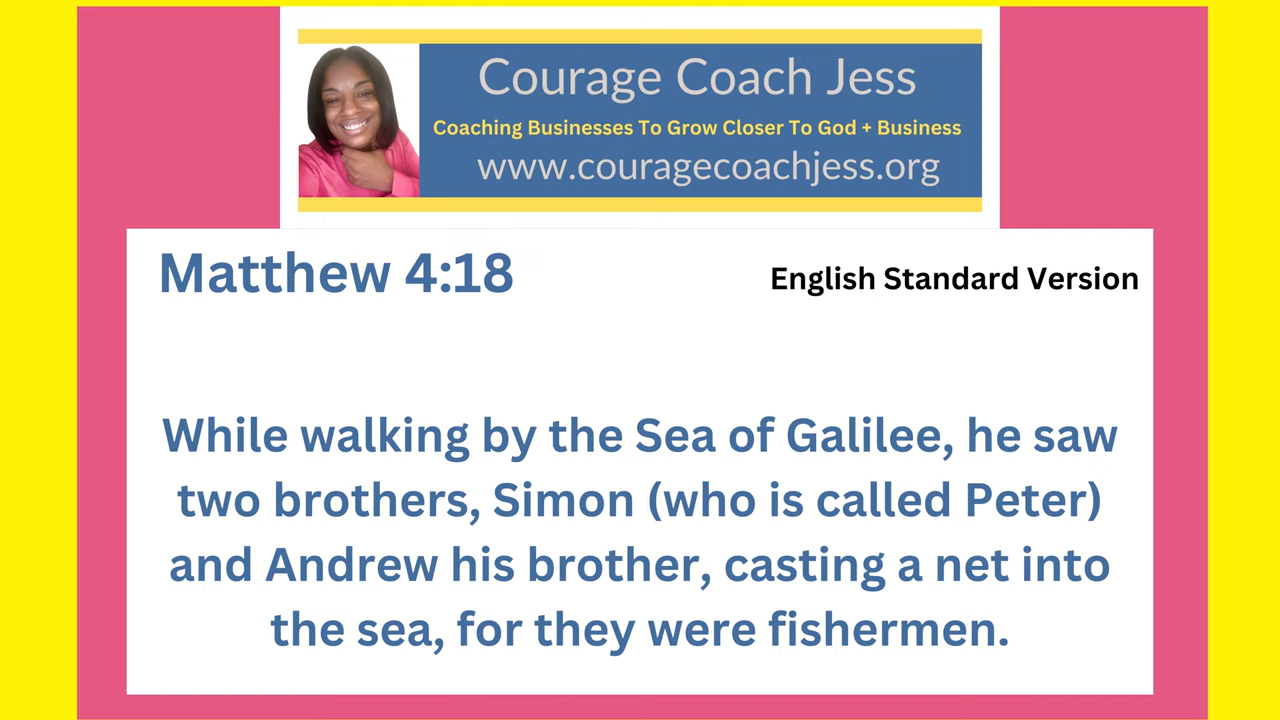 Courage Coach Jess
Coaching Businesses To Grow Closer To God + Business
www.couragecoachjess.org
Matthew 4:18
English Standard Version
While walking by the Sea of Galilee, he saw
two brothers, Simon (who is called Peter)
and Andrew his brother, casting a net into
the sea, for they were fishermen.